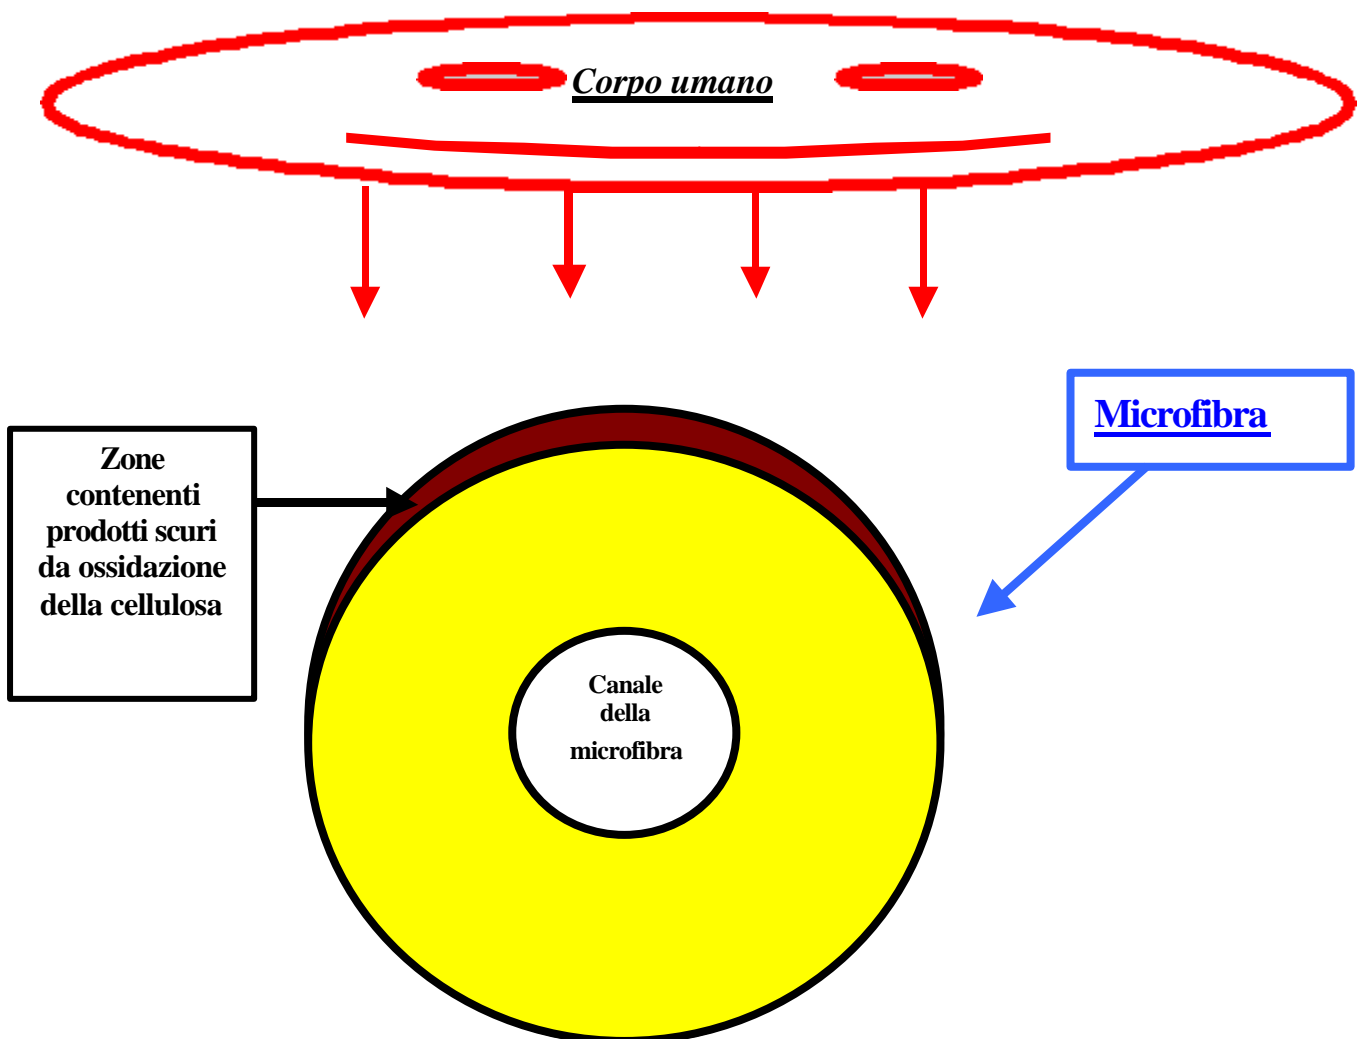 Corpo umano
Microfibra
Zone
contenenti
prodotti scuri
da ossidazione
della cellulosa
Canale
della
microfibra